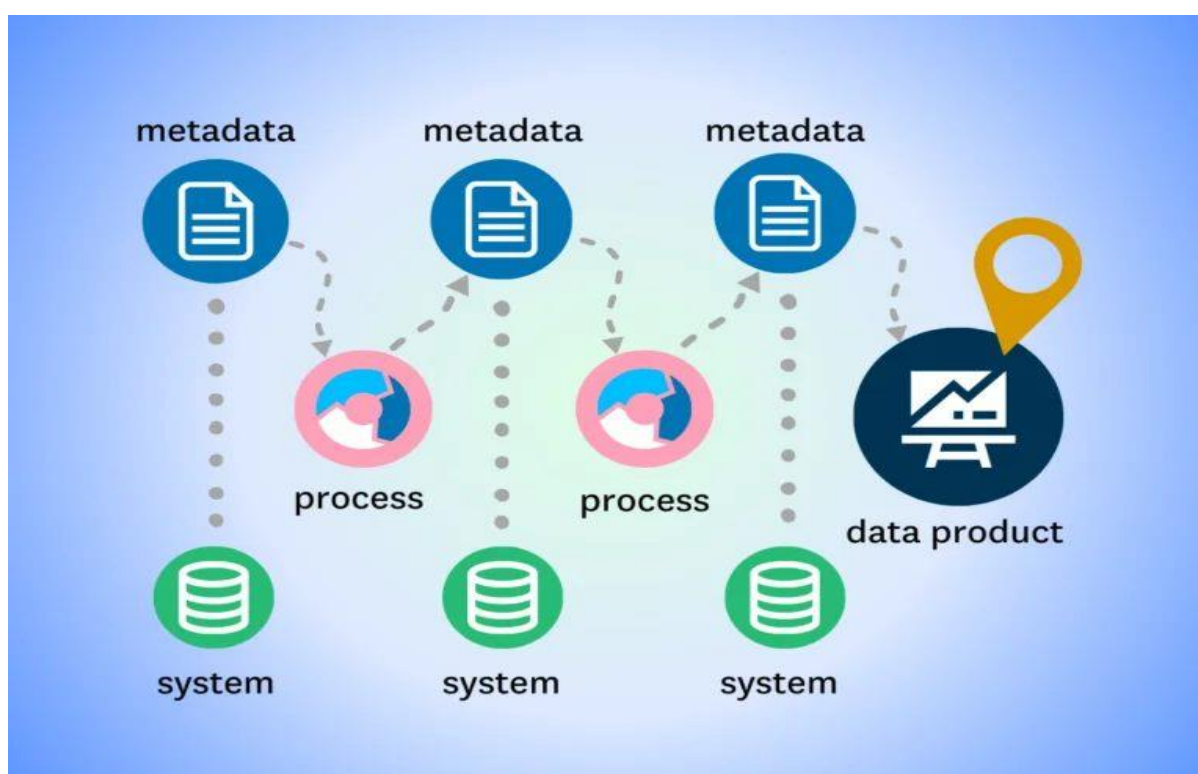 metadata
metadata
metadata
process
process
data product
system
system
system